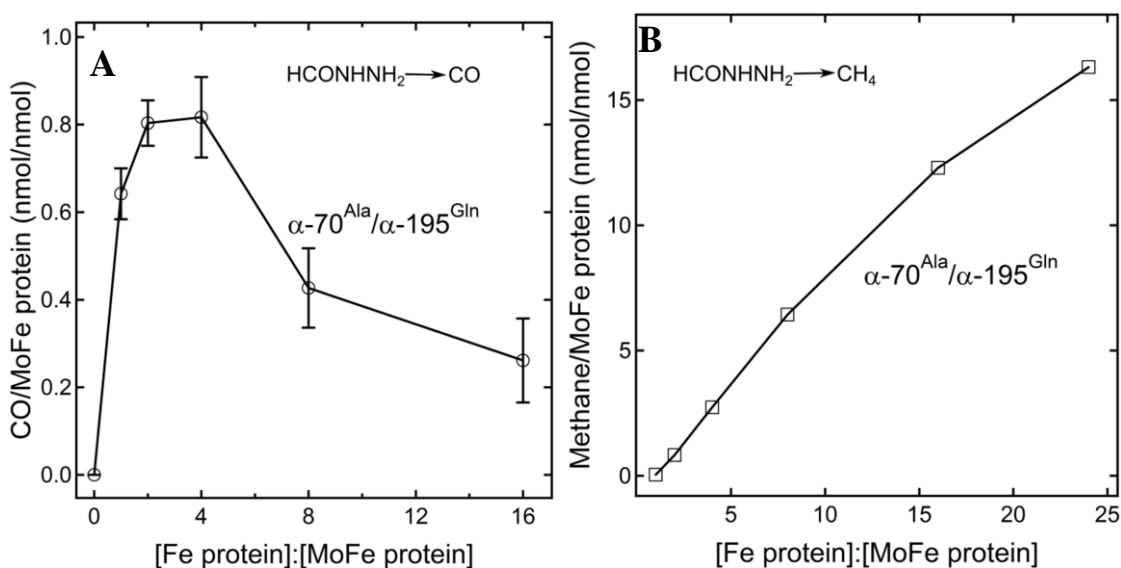 A
HCONHNH₂→CO
α-70^Ala/α-195^Gln
CO/MoFe protein (nmol/nmol)
1.0
0.8
0.6
0.4
0.2
0.0
0 4 8 12 16
[Fe protein]:[MoFe protein]
B
HCONHNH₂→CH₄
α-70^Ala/α-195^Gln
Methane/MoFe protein (nmol/nmol)
15
10
5
0
5 10 15 20 25
[Fe protein]:[MoFe protein]